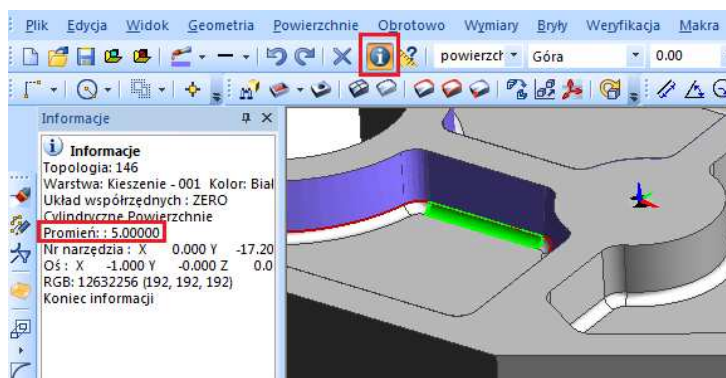 Plik Edycja Widok Geometria Powierzchnie Obrotowo Wymiary Bryły Weryfikacja Makra
powierzch Góra 0.00
Informacje
Informacje
Topologia: 146
Warstwa: Kieszenie - 001 Kolor: Bial
Układ współrzędnych : ZERO
Cylindryczne Powierzchnie
Promień: : 5.00000
Nr narzędzia : X 0.000 Y -17.20
Oś : X -1.000 Y -0.000 Z 0.0
RGB: 12632256 (192, 192, 192)
Koniec informacji